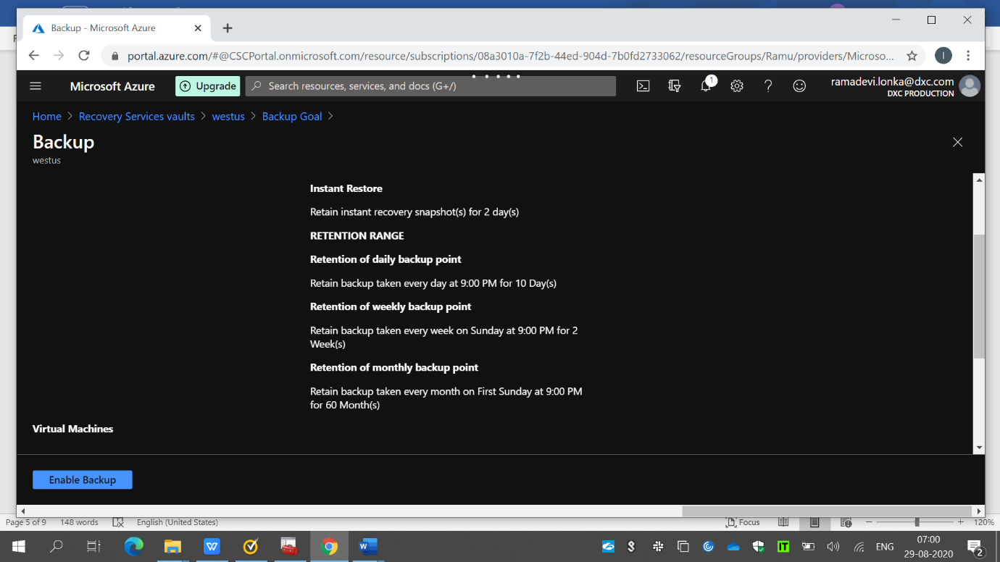 Backup - Microsoft Azure
portal.azure.com/#@CSCPortal.onmicrosoft.com/resource/subscriptions/08a3010a-7f2b-44ed-904d-7b0fd2733062/resourceGroups/Ramu/providers/Microso...
I
Microsoft Azure
Upgrade
Search resources, services, and docs (G+/)
1
ramadevi.lonka@dxc.com
DXC PRODUCTION
Home > Recovery Services vaults > westus > Backup Goal >
Backup
westus
Instant Restore
Retain instant recovery snapshot(s) for 2 day(s)
RETENTION RANGE
Retention of daily backup point
Retain backup taken every day at 9:00 PM for 10 Day(s)
Retention of weekly backup point
Retain backup taken every week on Sunday at 9:00 PM for 2
Week(s)
Retention of monthly backup point
Retain backup taken every month on First Sunday at 9:00 PM
for 60 Month(s)
Virtual Machines
Enable Backup
Page 5 of 9 148 words English (United States) Focus 120%
ENG
07:00
29-08-2020
2